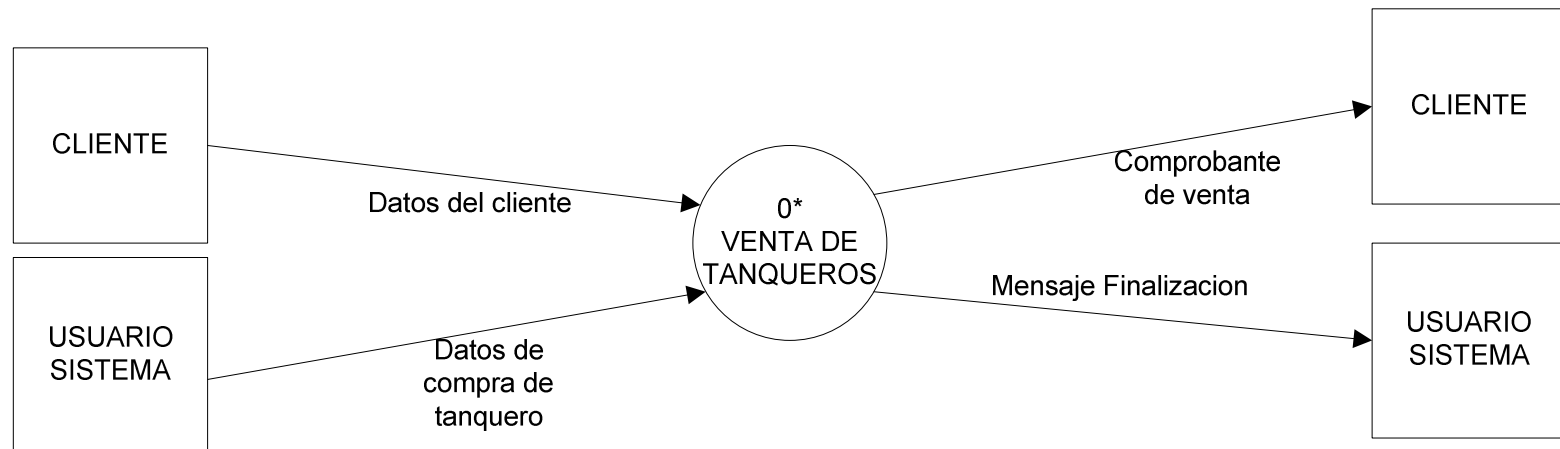 CLIENTE
Datos del cliente
USUARIO
SISTEMA
Datos de
compra de
tanquero
0*
VENTA DE
TANQUEROS
Comprobante
de venta
CLIENTE
Mensaje Finalizacion
USUARIO
SISTEMA